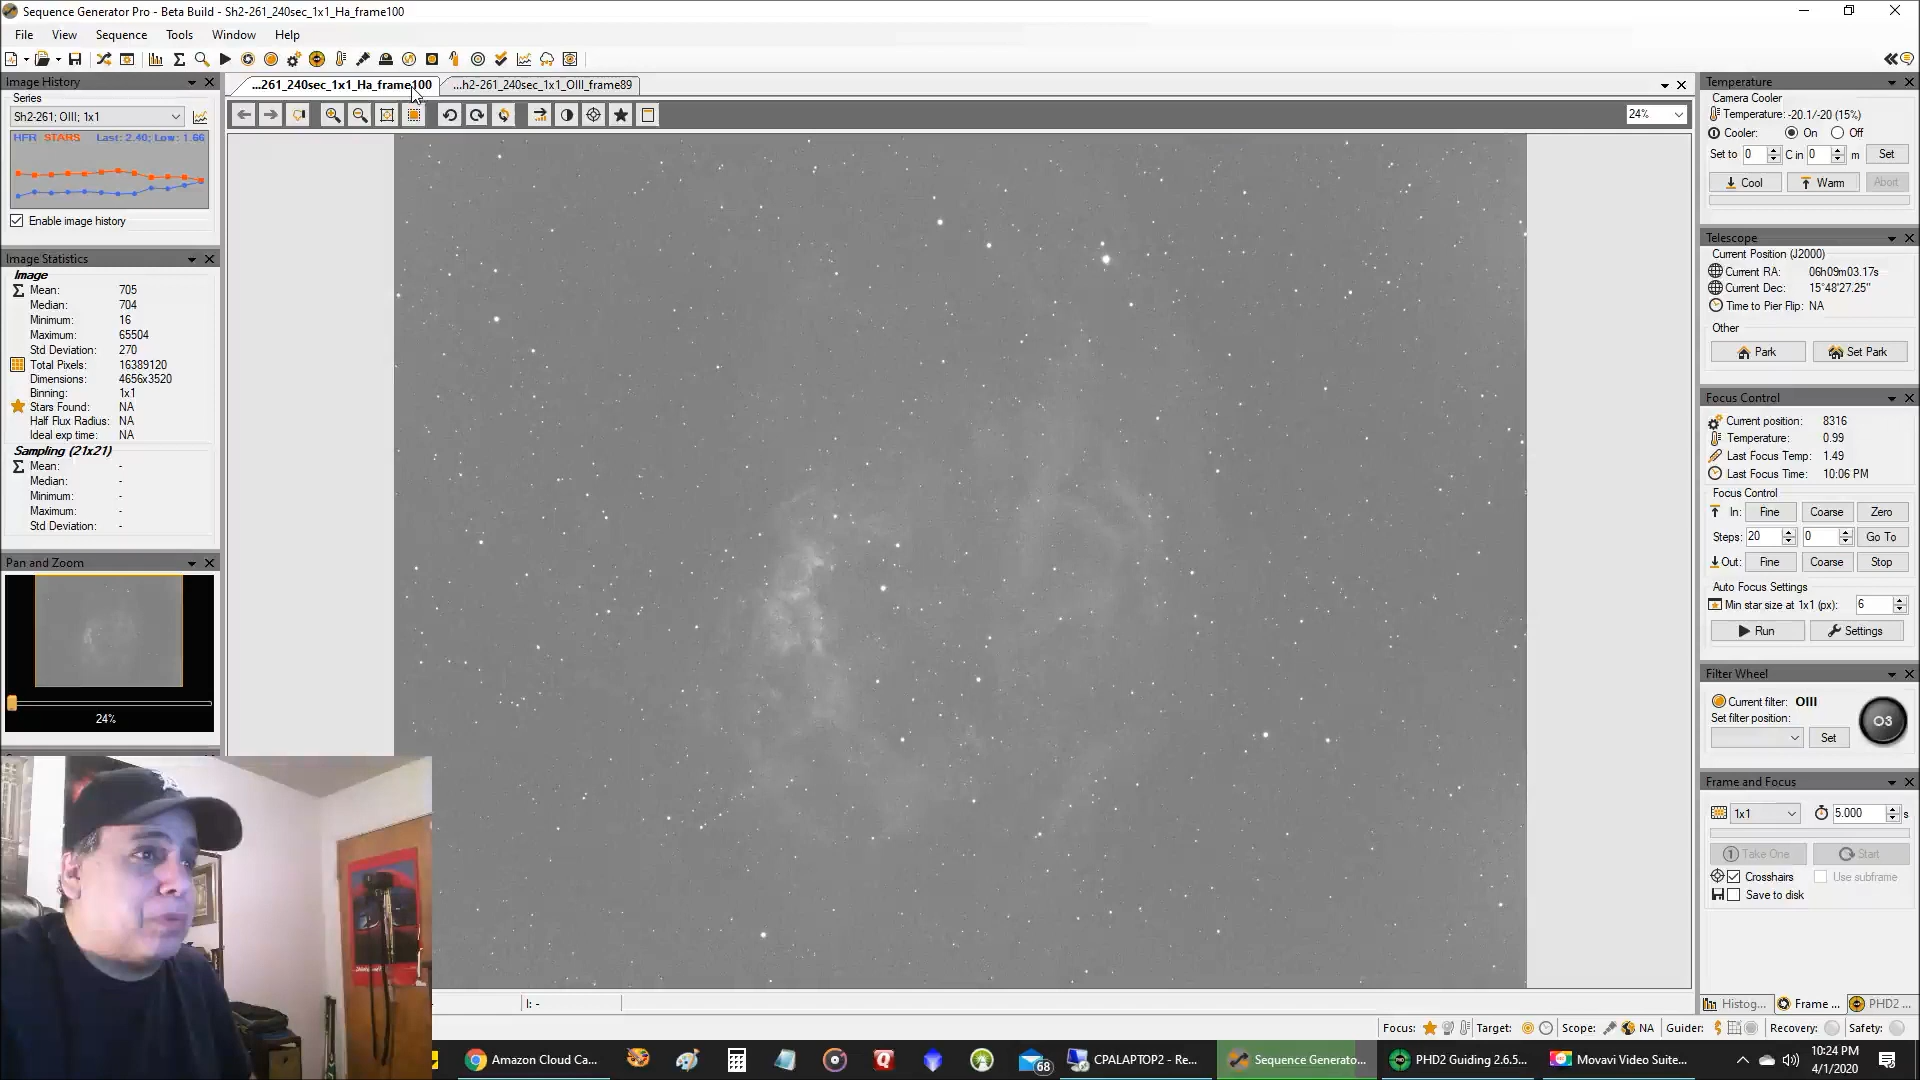 Sequence Generator Pro - Beta Build - Sh2-261_240sec_1x1_Ha_frame100
File View Sequence Tools Window Help
Image History
Series
Sh2-261; OIII; 1x1
HFR STARS Last: 2.40; Low: 1.66
Enable image history
Image Statistics
Image
Mean: 705
Median: 704
Minimum: 16
Maximum: 65504
Std Deviation: 270
Total Pixels: 16389120
Dimensions: 4656x3520
Binning: 1x1
Stars Found: NA
Half Flux Radius: NA
Ideal exp time: NA
Sampling (21x21)
Mean: -
Median: -
Minimum: -
Maximum: -
Std Deviation: -
Pan and Zoom
24%
...261_240sec_1x1_Ha_frame100 ...h2-261_240sec_1x1_OIII_frame89
24%
I: -
Temperature
Camera Cooler
Temperature: -20.1/-20 (15%)
Cooler: On Off
Set to 0 C in 0 m Set
Cool Warm Abort
Telescope
Current Position (J2000)
Current RA: 06h09m03.17s
Current Dec: 15°48'27.25"
Time to Pier Flip: NA
Other
Park Set Park
Focus Control
Current position: 8316
Temperature: 0.99
Last Focus Temp: 1.49
Last Focus Time: 10:06 PM
Focus Control
In: Fine Coarse Zero
Steps: 20 0 Go To
Out: Fine Coarse Stop
Auto Focus Settings
Min star size at 1x1 (px): 6
Run Settings
Filter Wheel
Current filter: OIII
Set filter position:
Set
O3
Frame and Focus
1x1 5.000 s
Take One Start
Crosshairs Use subframe
Save to disk
Histog... Frame ... PHD2 ...
Focus: Target: Scope: NA Guider: Recovery: Safety:
Amazon Cloud Ca... 68 CPALAPTOP2 - Re... Sequence Generato... PHD2 Guiding 2.6.5... Movavi Video Suite...
10:24 PM
4/1/2020